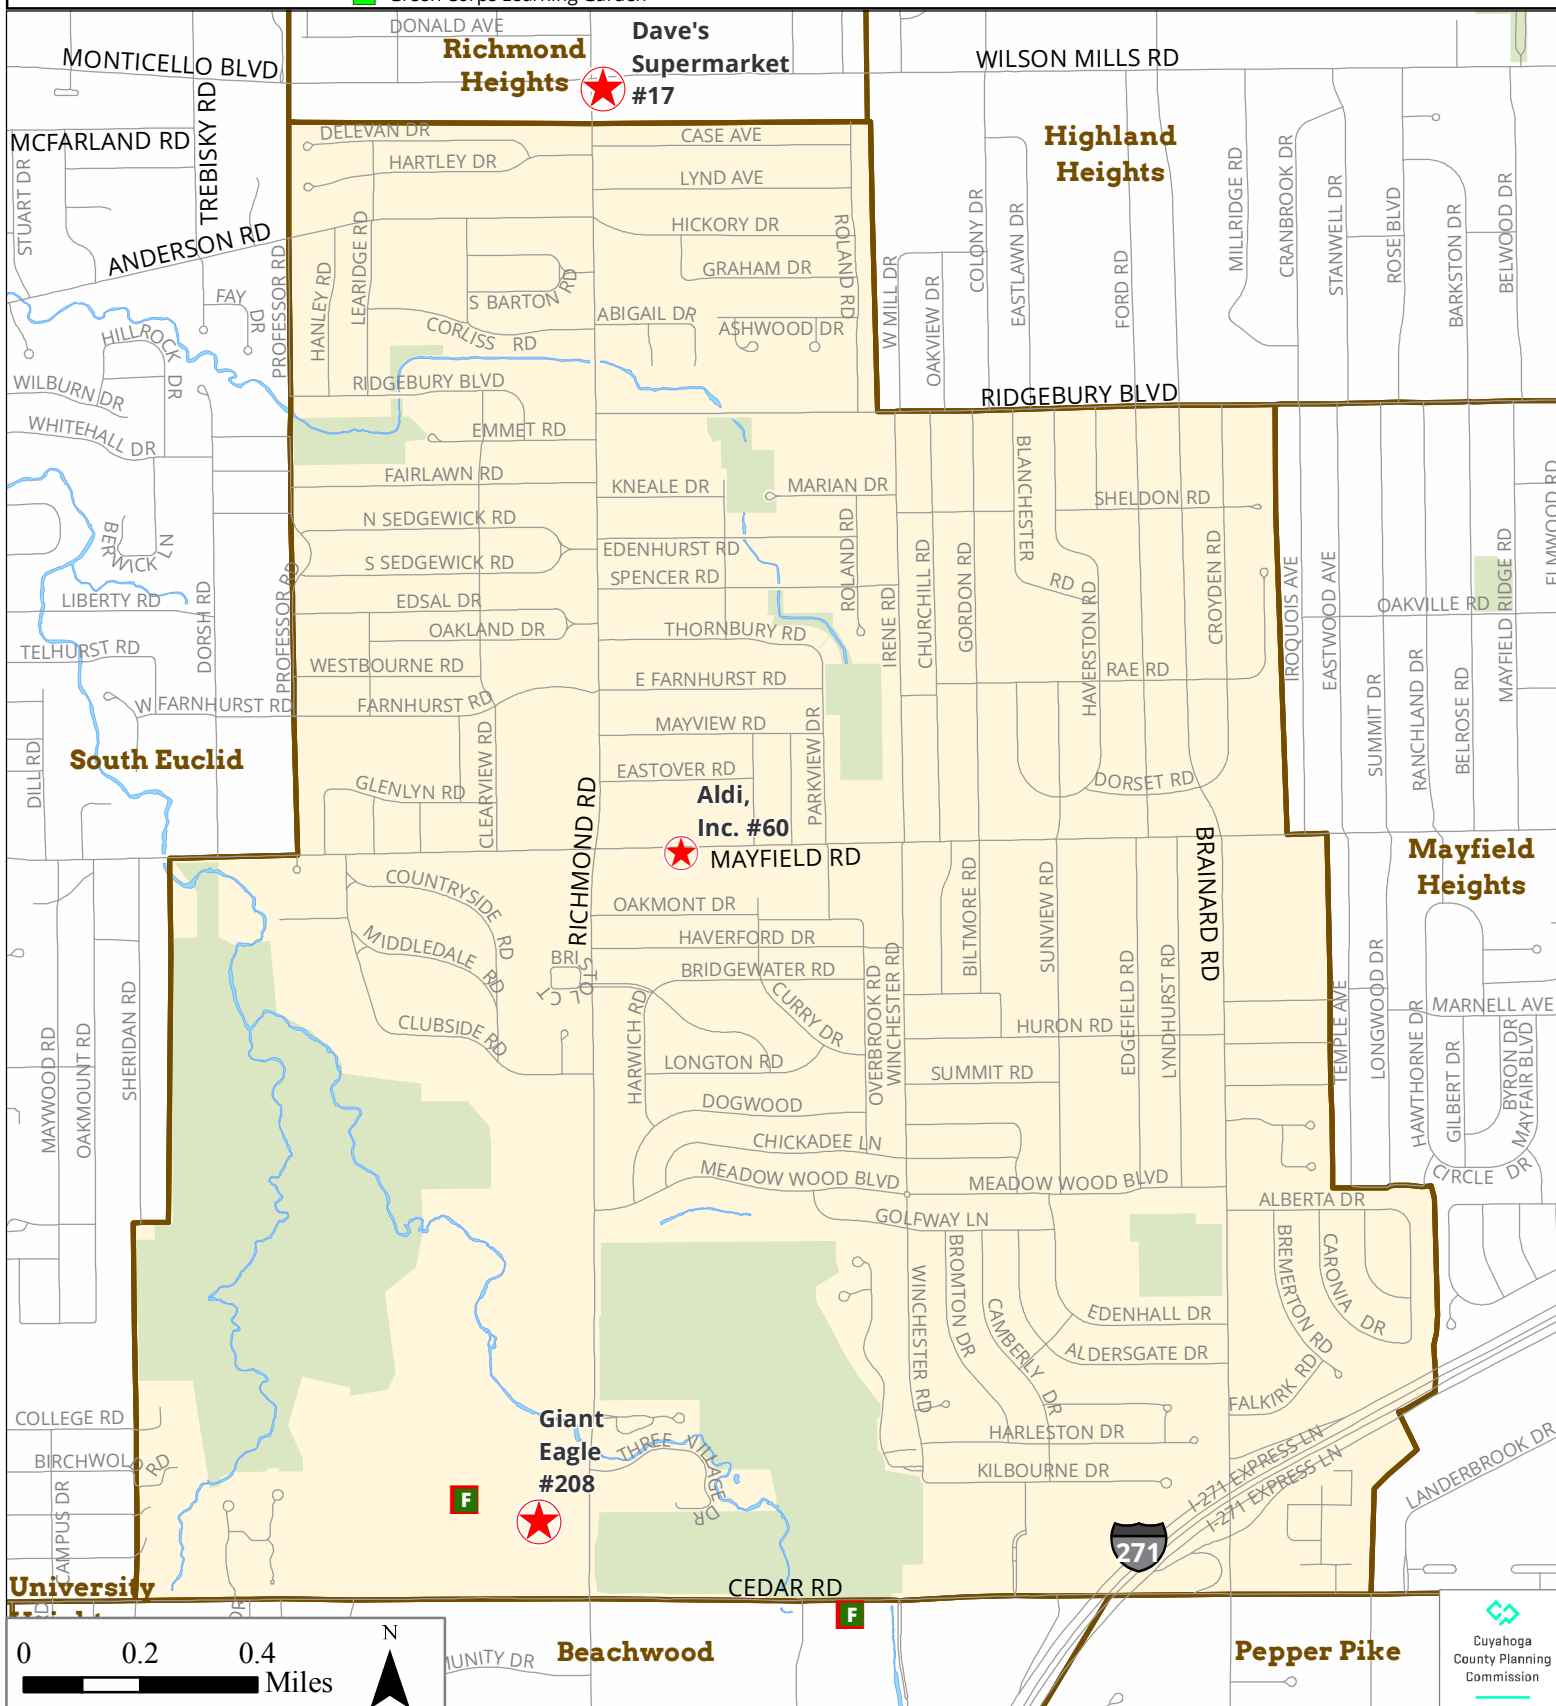 Green Corps Learning Garden
DONALD AVE
Dave's
Supermarket
#17
Richmond
Heights
MONTICELLO BLVD
WILSON MILLS RD
TREBISKY RD
MCFARLAND RD
STUART DR
ANDERSON RD
DELEVAN DR
HARTLEY DR
CASE AVE
LYND AVE
HICKORY DR
GRAHAM DR
ROLAND RD
Highland
Heights
COLONY DR
EASTLAWN DR
FORD RD
MILLRIDGE RD
CRANBROOK DR
STANWELL DR
ROSE BLVD
BARKSTON DR
BELWOOD DR
W MILL DR
OAKVIEW DR
FAY
DR
PROFESSOR RD
HANLEY RD
LEARIDGE RD
S BARTON RD
CORLISS RD
ABIGAIL DR
ASHWOOD DR
HILLROCK DR
WILBURN DR
WHITEHALL DR
RIDGEBURY BLVD
RIDGEBURY BLVD
EMMET RD
FAIRLAWN RD
KNEALE DR
MARIAN DR
BLANCHESTER
RD
SHELDON RD
N SEDGEWICK RD
S SEDGEWICK RD
EDENHURST RD
SPENCER RD
ROLAND RD
BERWICK LN
LIBERTY RD
DORSH RD
PROFESSOR RD
EDSAL DR
OAKLAND DR
THORNBURY RD
IRENE RD
CHURCHILL RD
GORDON RD
HAVERSTON RD
CROYDEN RD
IROQUOIS AVE
EASTWOOD AVE
OAKVILLE RD
MAYFIELD RIDGE RD
ELMWOOD RD
TELHURST RD
WESTBOURNE RD
E FARNHURST RD
RAE RD
W FARNHURST RD
FARNHURST RD
MAYVIEW RD
SUMMIT DR
RANCHLAND DR
BELROSE RD
South Euclid
DILL RD
CLEARVIEW RD
GLENLYN RD
EASTOVER RD
PARKVIEW DR
DORSET RD
Aldi,
Inc. #60
RICHMOND RD
MAYFIELD RD
BRAINARD RD
Mayfield
Heights
COUNTRYSIDE RD
OAKMONT DR
BILTMORE RD
SUNVIEW RD
MIDDLEDALE RD
HAVERFORD DR
BRISTOL CT
BRIDGEWATER RD
CURRY DR
OVERBROOK RD
WINCHESTER RD
EDGEFIELD RD
LYNDHURST RD
CLUBSIDE RD
HARWICH RD
LONGTON RD
HURON RD
SUMMIT RD
MAYWOOD RD
OAKMOUNT RD
SHERIDAN RD
TEMPLE AVE
LONGWOOD DR
HAWTHORNE DR
MARNELL AVE
GILBERT DR
BYRON DR
MAYFAIR BLVD
CIRCLE DR
DOGWOOD
CHICKADEE LN
MEADOW WOOD BLVD
MEADOW WOOD BLVD
ALBERTA DR
GOLFWAY LN
WINCHESTER RD
BROMTON DR
CAMBERLY DR
BREMERTON RD
CARONIA DR
EDENHALL DR
ALDERSGATE DR
FALKIRK RD
COLLEGE RD
BIRCHWOLD RD
CAMPUS DR
Giant
Eagle
#208
THREE VILLAGE DR
HARLESTON DR
KILBOURNE DR
I-271 EXPRESS LN
I-271 EXPRESS LN
LANDERBROOK DR
F
271
University
CEDAR RD
F
DR
Beachwood
Pepper Pike
0 0.2 0.4
Miles
N
Cuyahoga
County Planning
Commission